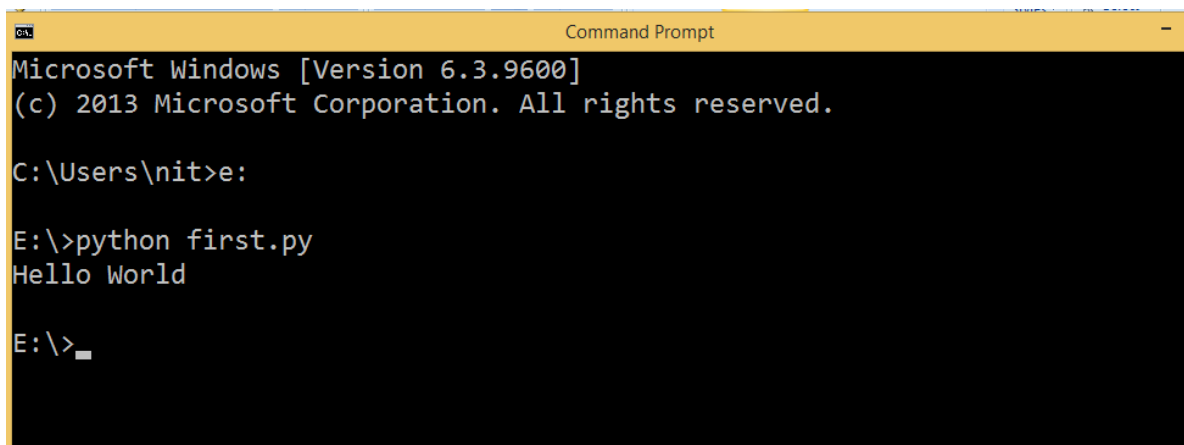 Command Prompt
Microsoft Windows [Version 6.3.9600]
(c) 2013 Microsoft Corporation. All rights reserved.
C:\Users\nit>e:
E:\>python first.py
Hello World
E:\>